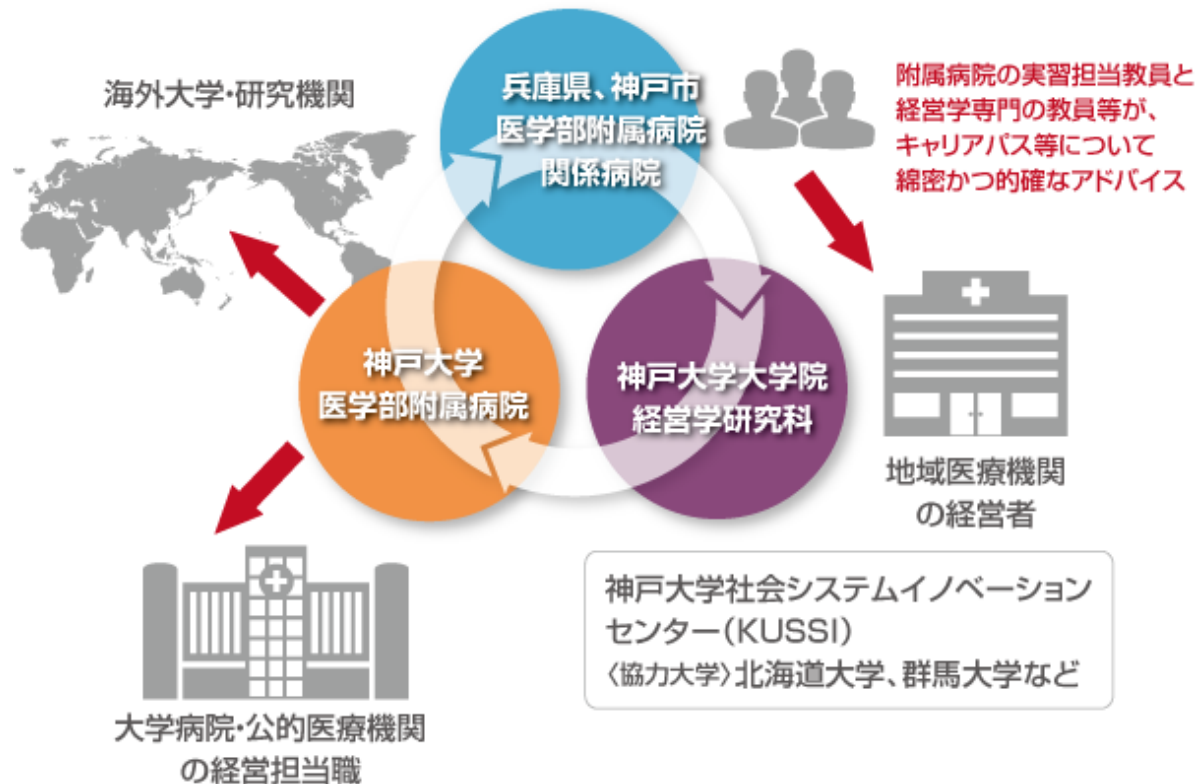 海外大学・研究機関
兵庫県、神戸市
医学部附属病院
関係病院
附属病院の実習担当教員と
経営学専門の教員等が、
キャリアパス等について
綿密かつ的確なアドバイス
神戸大学
医学部附属病院
神戸大学大学院
経営学研究科
地域医療機関
の経営者
大学病院・公的医療機関
の経営担当職
神戸大学社会システムイノベーション
センター(KUSSI)
〈協力大学〉北海道大学、群馬大学など